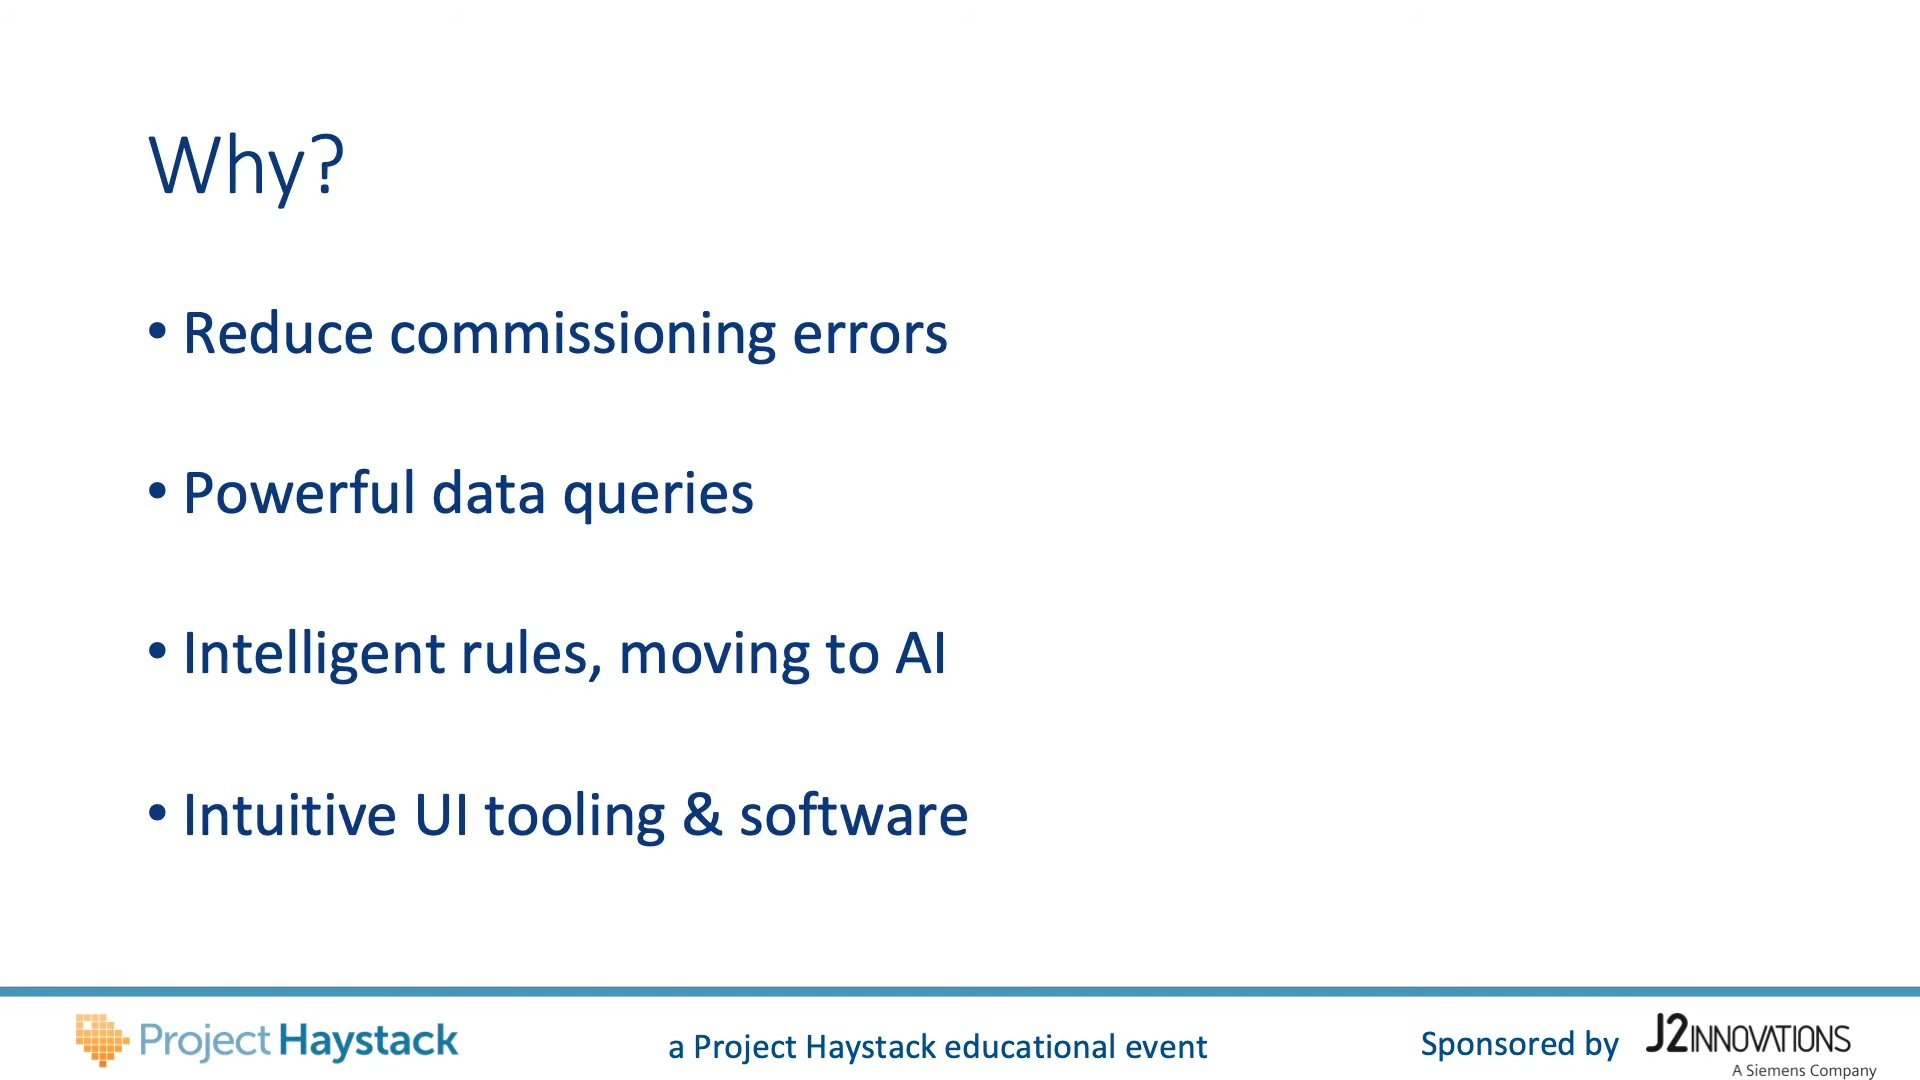 Why?
• Reduce commissioning errors
• Powerful data queries
• Intelligent rules, moving to AI
• Intuitive UI tooling & software
Project Haystack
a Project Haystack educational event
Sponsored by
J2INNOVATIONS
A Siemens Company